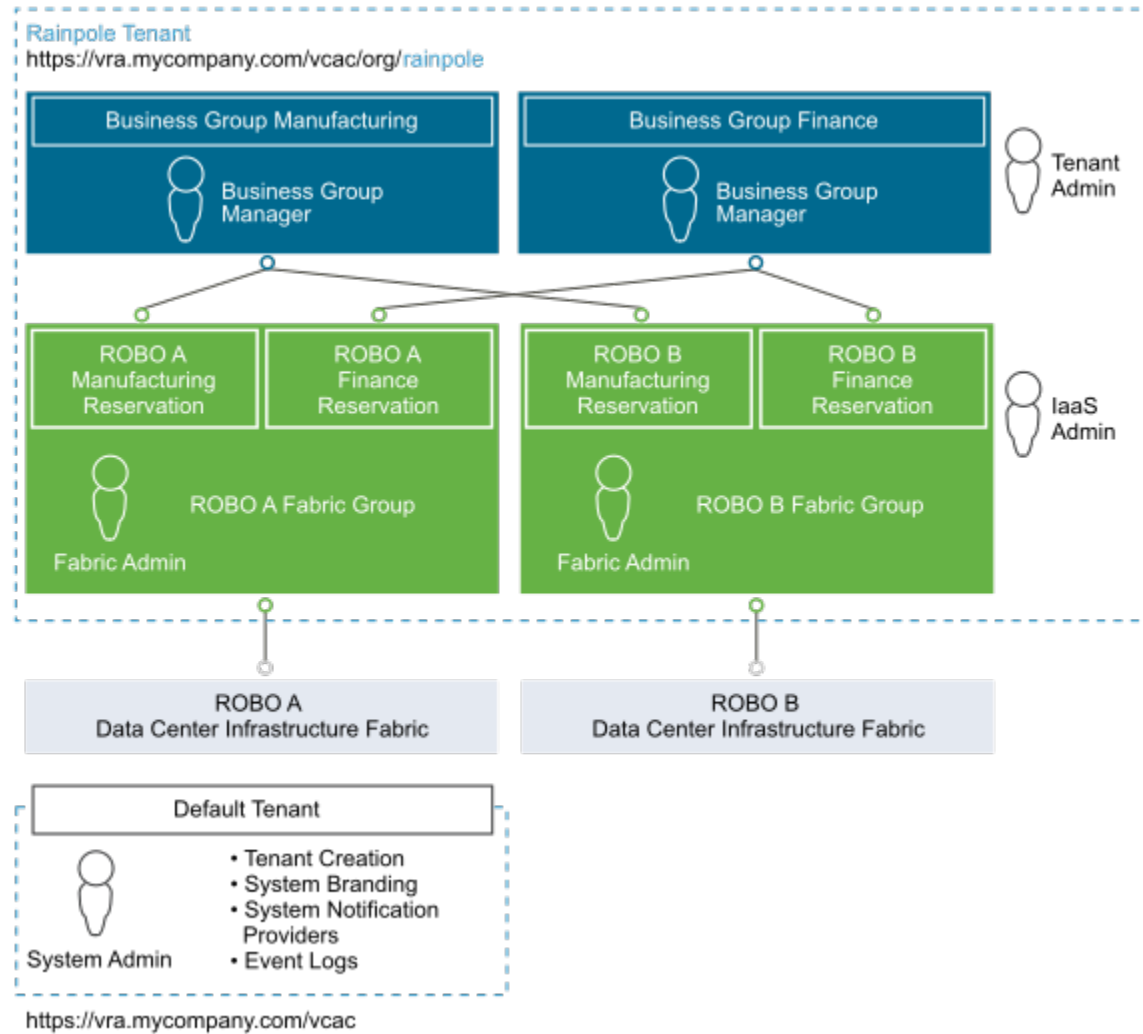 Rainpole Tenant
https://vra.mycompany.com/vcac/org/rainpole
Business Group Manufacturing
Business Group
Manager
Business Group Finance
Business Group
Manager
Tenant
Admin
ROBO A
Manufacturing
Reservation
ROBO A
Finance
Reservation
ROBO B
Manufacturing
Reservation
ROBO B
Finance
Reservation
IaaS
Admin
ROBO A Fabric Group
Fabric Admin
ROBO B Fabric Group
Fabric Admin
ROBO A
Data Center Infrastructure Fabric
ROBO B
Data Center Infrastructure Fabric
Default Tenant
• Tenant Creation
• System Branding
• System Notification
Providers
• Event Logs
System Admin
https://vra.mycompany.com/vcac